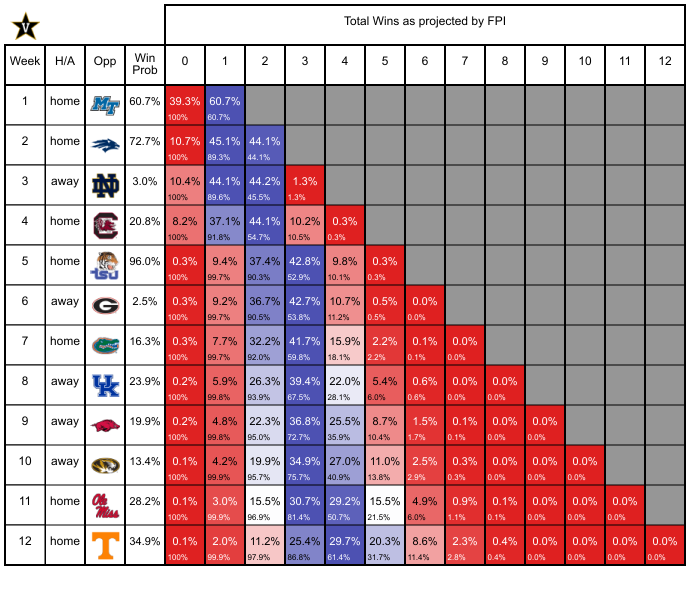 V
Total Wins as projected by FPI
Week H/A Opp Win Prob 0 1 2 3 4 5 6 7 8 9 10 11 12
1 home MT 60.7% 39.3% 60.7%
100% 60.7%
2 home 72.7% 10.7% 45.1% 44.1%
100% 89.3% 44.1%
3 away ND 3.0% 10.4% 44.1% 44.2% 1.3%
100% 89.6% 45.5% 1.3%
4 home C 20.8% 8.2% 37.1% 44.1% 10.2% 0.3%
100% 91.8% 54.7% 10.5% 0.3%
5 home TSU 96.0% 0.3% 9.4% 37.4% 42.8% 9.8% 0.3%
100% 99.7% 90.3% 52.9% 10.1% 0.3%
6 away G 2.5% 0.3% 9.2% 36.7% 42.7% 10.7% 0.5% 0.0%
100% 99.7% 90.5% 53.8% 11.2% 0.5% 0.0%
7 home 16.3% 0.3% 7.7% 32.2% 41.7% 15.9% 2.2% 0.1% 0.0%
100% 99.7% 92.0% 59.8% 18.1% 2.2% 0.1% 0.0%
8 away UK 23.9% 0.2% 5.9% 26.3% 39.4% 22.0% 5.4% 0.6% 0.0% 0.0%
100% 99.8% 93.9% 67.5% 28.1% 6.0% 0.6% 0.0% 0.0%
9 away 19.9% 0.2% 4.8% 22.3% 36.8% 25.5% 8.7% 1.5% 0.1% 0.0% 0.0%
100% 99.8% 95.0% 72.7% 35.9% 10.4% 1.7% 0.1% 0.0% 0.0%
10 away 13.4% 0.1% 4.2% 19.9% 34.9% 27.0% 11.0% 2.5% 0.3% 0.0% 0.0% 0.0%
100% 99.9% 95.7% 75.7% 40.9% 13.8% 2.9% 0.3% 0.0% 0.0% 0.0%
11 home Ole Miss 28.2% 0.1% 3.0% 15.5% 30.7% 29.2% 15.5% 4.9% 0.9% 0.1% 0.0% 0.0% 0.0%
100% 99.9% 96.9% 81.4% 50.7% 21.5% 6.0% 1.1% 0.1% 0.0% 0.0% 0.0%
12 home T 34.9% 0.1% 2.0% 11.2% 25.4% 29.7% 20.3% 8.6% 2.3% 0.4% 0.0% 0.0% 0.0% 0.0%
100% 99.9% 97.9% 86.8% 61.4% 31.7% 11.4% 2.8% 0.4% 0.0% 0.0% 0.0% 0.0%